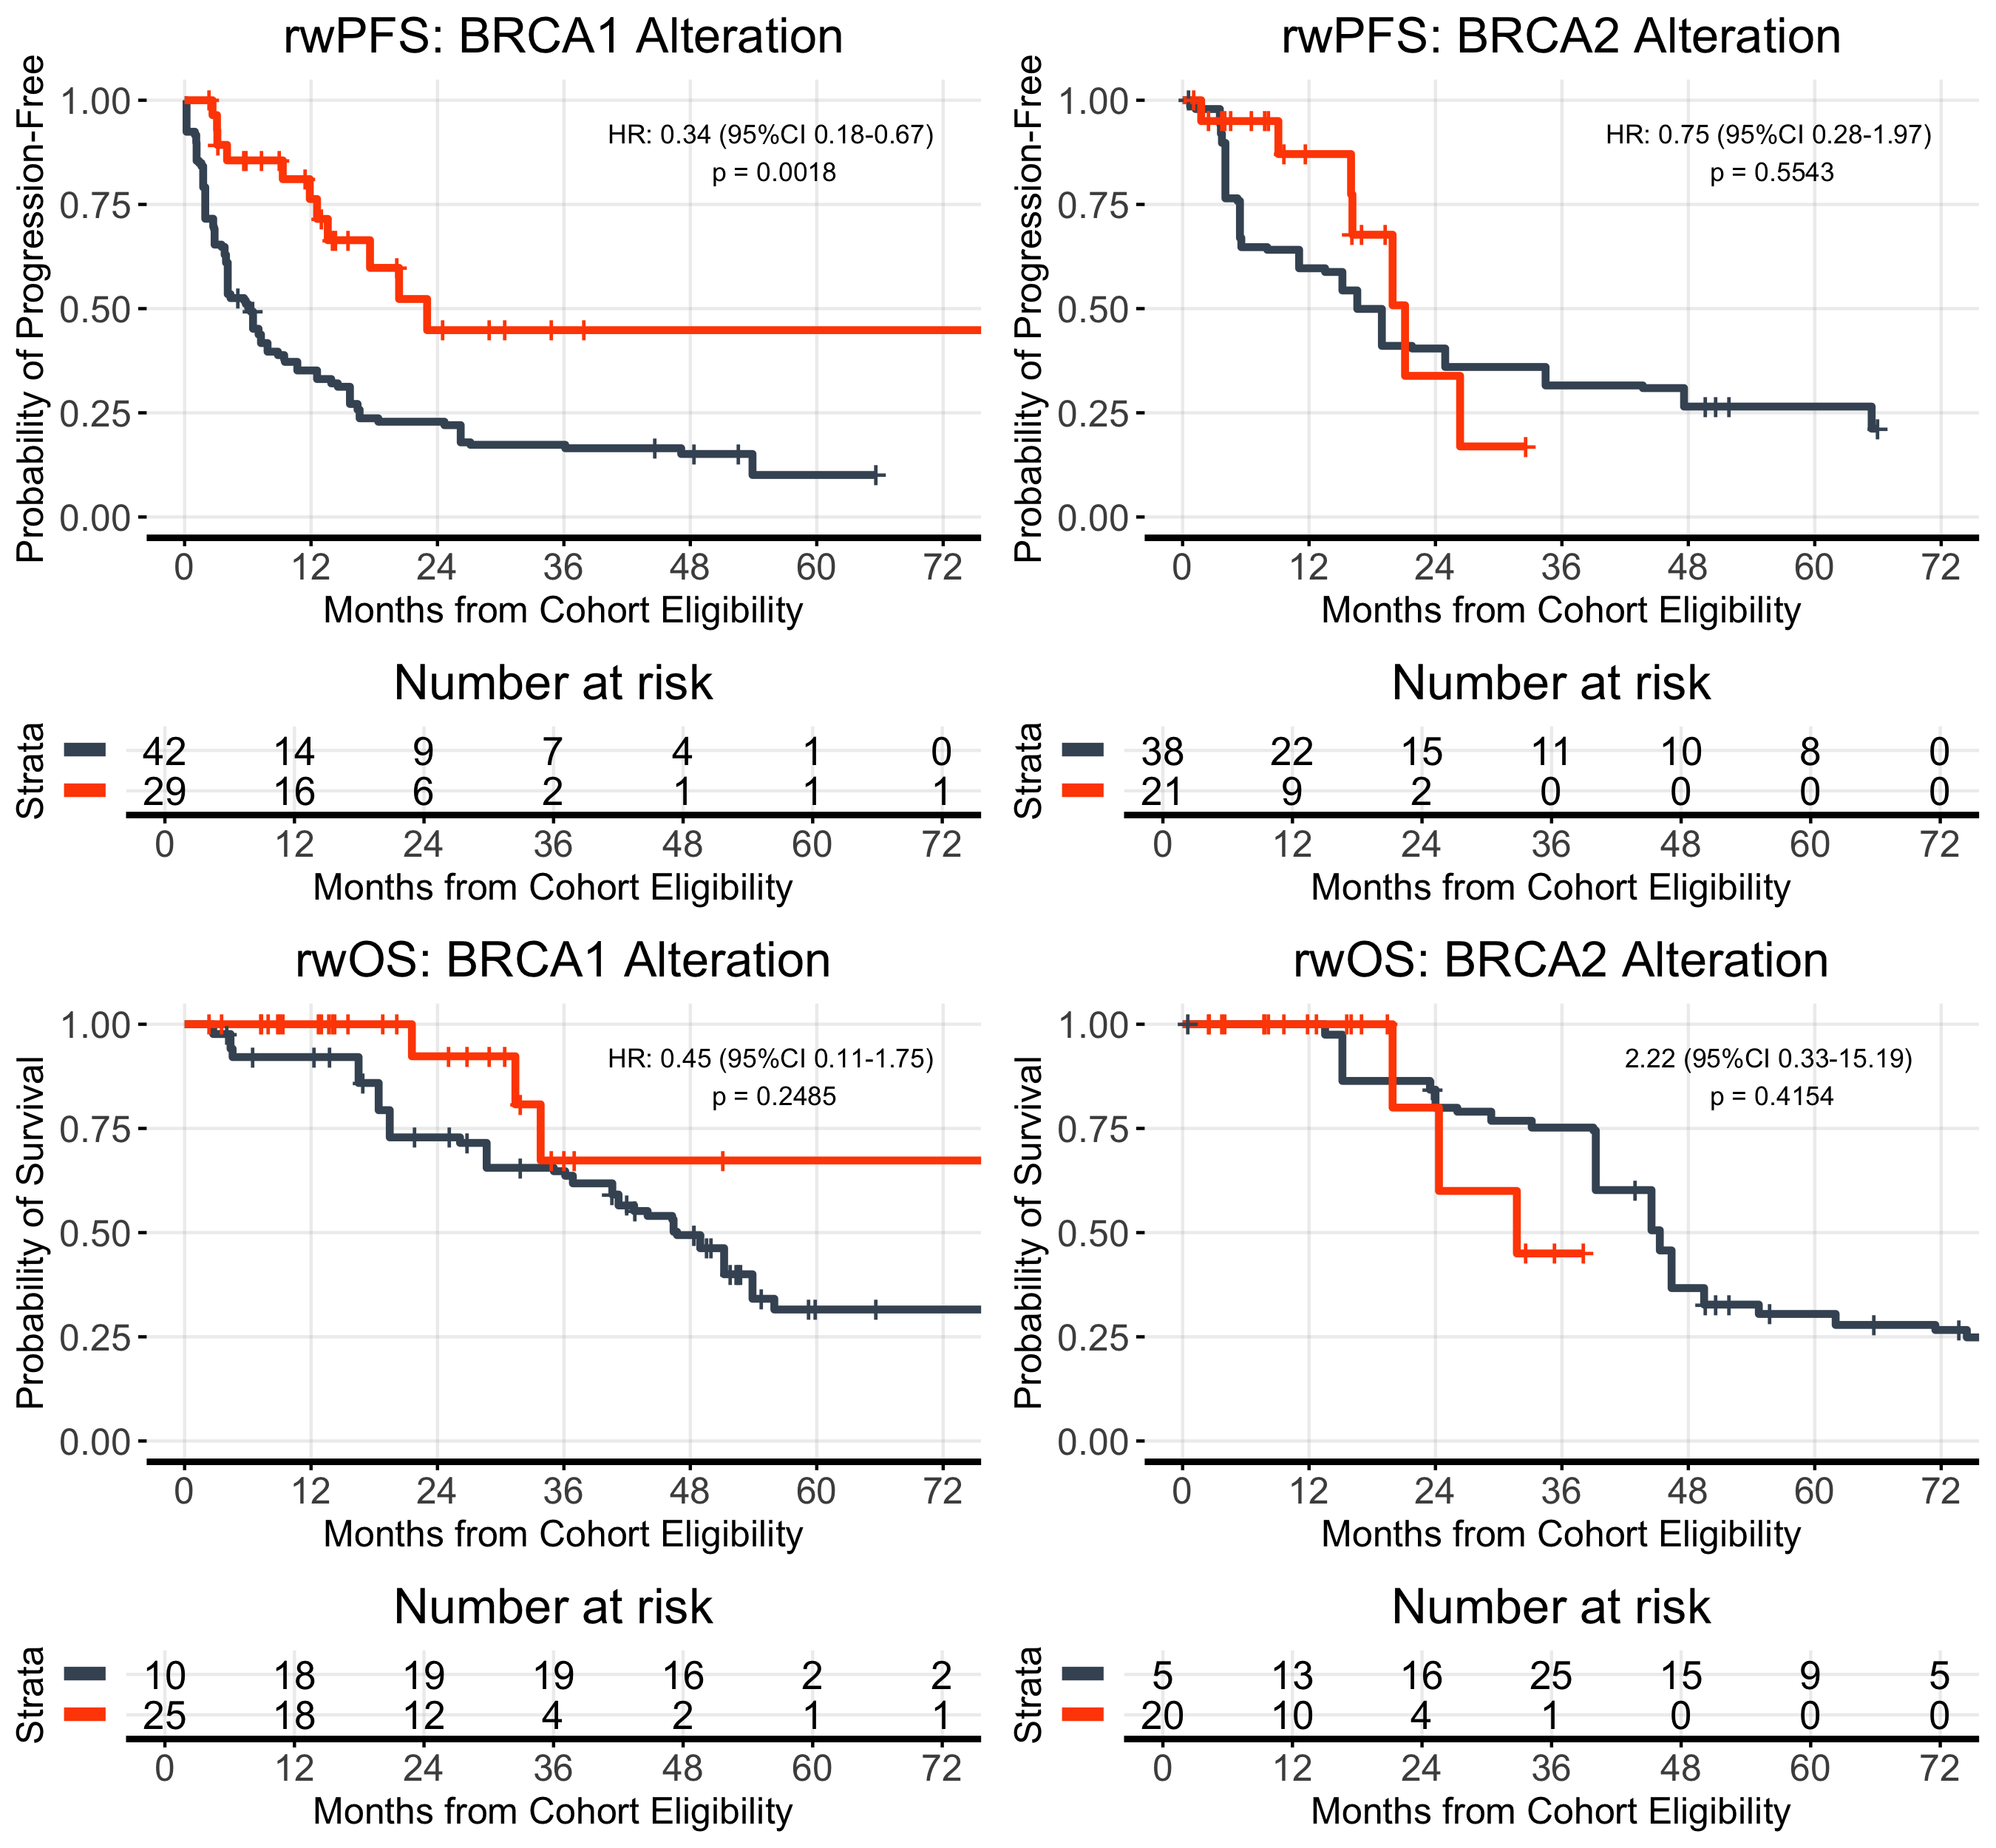 rwPFS: BRCA1 Alteration
Probability of Progression-Free
1.00
0.75
0.50
0.25
0.00
HR: 0.34 (95%CI 0.18-0.67)
p = 0.0018
0 12 24 36 48 60 72
Months from Cohort Eligibility
Number at risk
Strata
42 14 9 7 4 1 0
29 16 6 2 1 1 1
0 12 24 36 48 60 72
Months from Cohort Eligibility
rwPFS: BRCA2 Alteration
Probability of Progression-Free
1.00
0.75
0.50
0.25
0.00
HR: 0.75 (95%CI 0.28-1.97)
p = 0.5543
0 12 24 36 48 60 72
Months from Cohort Eligibility
Number at risk
Strata
38 22 15 11 10 8 0
21 9 2 0 0 0 0
0 12 24 36 48 60 72
Months from Cohort Eligibility
rwOS: BRCA1 Alteration
Probability of Survival
1.00
0.75
0.50
0.25
0.00
HR: 0.45 (95%CI 0.11-1.75)
p = 0.2485
0 12 24 36 48 60 72
Months from Cohort Eligibility
Number at risk
Strata
10 18 19 19 16 2 2
25 18 12 4 2 1 1
0 12 24 36 48 60 72
Months from Cohort Eligibility
rwOS: BRCA2 Alteration
Probability of Survival
1.00
0.75
0.50
0.25
0.00
2.22 (95%CI 0.33-15.19)
p = 0.4154
0 12 24 36 48 60 72
Months from Cohort Eligibility
Number at risk
Strata
5 13 16 25 15 9 5
20 10 4 1 0 0 0
0 12 24 36 48 60 72
Months from Cohort Eligibility